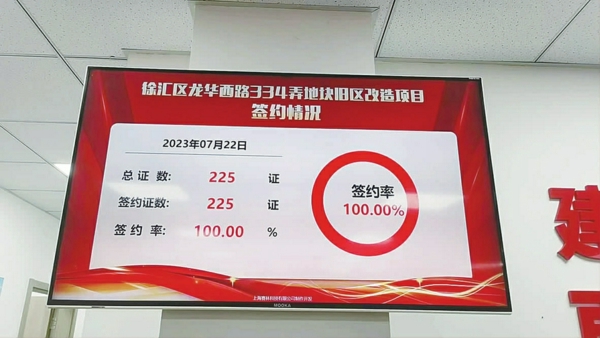 徐汇区龙华西路334弄地块旧区改造项目
签约情况
2023年07月22日
总 证 数: 225 证
签约证数: 225 证
签 约 率: 100.00 %
签约率
100.00%
建